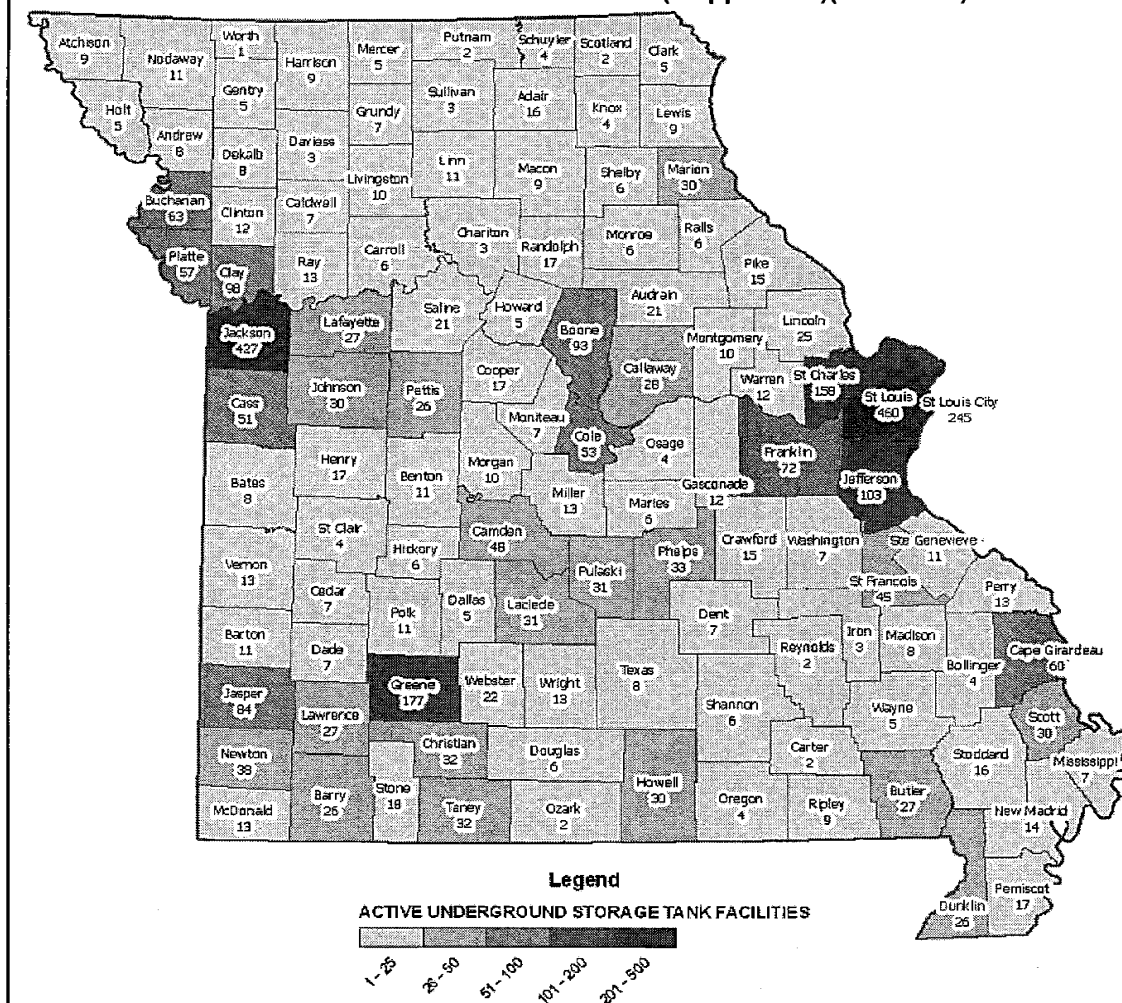 Atchison
9
Nodaway
11
Worth
1
Harrison
9
Mercer
5
Putnam
2
Schuyler
4
Scotland
2
Clark
5
Holt
5
Gentry
5
Grundy
7
Sullivan
3
Adair
16
Knox
4
Lewis
9
Andrew
8
Dekalb
8
Daviess
3
Livingston
10
Linn
11
Macon
9
Shelby
6
Marion
30
Buchanan
63
Clinton
12
Caldwell
7
Chariton
3
Randolph
17
Monroe
6
Ralls
6
Platte
57
Clay
98
Ray
13
Carroll
6
Pike
15
Saline
21
Howard
5
Boone
93
Audrain
21
Lincoln
25
Jackson
427
Lafayette
27
Callaway
28
Montgomery
10
Warren
12
St Charles
159
St Louis
460
St Louis City
245
Cass
51
Johnson
30
Pettis
26
Cooper
17
Moniteau
7
Cole
53
Osage
4
Gasconade
12
Franklin
72
Jefferson
103
Bates
8
Henry
17
Benton
11
Morgan
10
Miller
13
Maries
6
Vernon
13
St Clair
4
Hickory
6
Camden
48
Pulaski
31
Phelps
33
Crawford
15
Washington
7
Ste Genevieve
11
St Francois
45
Perry
13
Cedar
7
Polk
11
Dallas
5
Laclede
31
Dent
7
Iron
3
Madison
8
Barton
11
Dade
7
Greene
177
Webster
22
Wright
13
Texas
8
Reynolds
2
Bollinger
4
Cape Girardeau
60
Jasper
84
Lawrence
27
Shannon
6
Wayne
5
Scott
30
Newton
38
Christian
32
Douglas
6
Howell
30
Carter
2
Butler
27
Stoddard
16
Mississippi
7
McDonald
13
Barry
26
Stone
18
Taney
32
Ozark
2
Oregon
4
Ripley
9
New Madrid
14
Dunklin
26
Pemiscot
17
Legend
ACTIVE UNDERGROUND STORAGE TANK FACILITIES
1 - 25
26 - 50
51 - 100
101 - 200
201 - 500